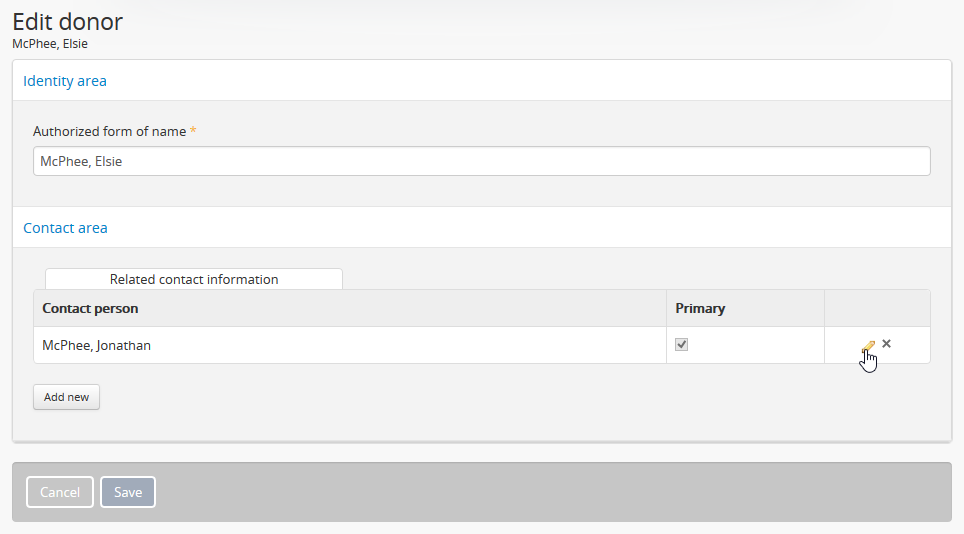 Edit donor
McPhee, Elsie
Identity area
Authorized form of name *
McPhee, Elsie
Contact area
Related contact information
Contact person Primary
McPhee, Jonathan
Add new
Cancel Save